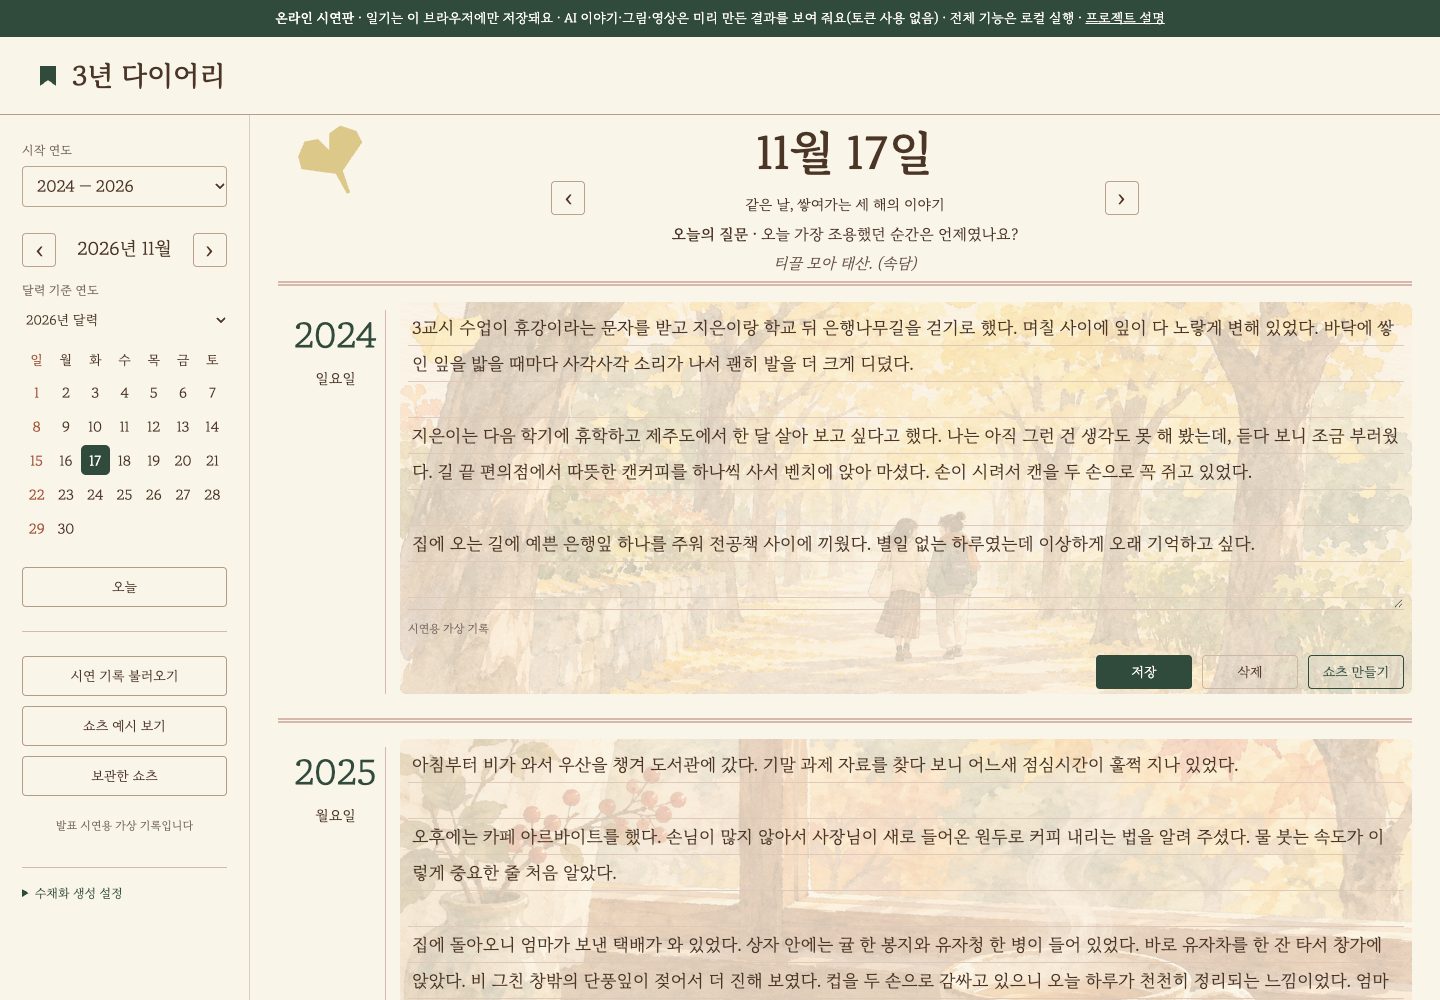 온라인 시연판 · 일기는 이 브라우저에만 저장돼요 · AI 이야기·그림·영상은 미리 만든 결과를 보여 줘요(토큰 사용 없음) · 전체 기능은 로컬 실행 · 프로젝트 설명
3년 다이어리
시작 연도
2024 — 2026
‹ 2026년 11월 ›
달력 기준 연도
2026년 달력
일 월 화 수 목 금 토
1 2 3 4 5 6 7
8 9 10 11 12 13 14
15 16 17 18 19 20 21
22 23 24 25 26 27 28
29 30
오늘
시연 기록 불러오기
쇼츠 예시 보기
보관한 쇼츠
발표 시연용 가상 기록입니다
▶ 수채화 생성 설정
11월 17일
‹ ›
같은 날, 쌓여가는 세 해의 이야기
오늘의 질문 · 오늘 가장 조용했던 순간은 언제였나요?
티끌 모아 태산. (속담)
2024
일요일
3교시 수업이 휴강이라는 문자를 받고 지은이랑 학교 뒤 은행나무길을 걷기로 했다. 며칠 사이에 잎이 다 노랗게 변해 있었다. 바닥에 쌓
인 잎을 밟을 때마다 사각사각 소리가 나서 괜히 발을 더 크게 디뎠다.
지은이는 다음 학기에 휴학하고 제주도에서 한 달 살아 보고 싶다고 했다. 나는 아직 그런 건 생각도 못 해 봤는데, 듣다 보니 조금 부러웠
다. 길 끝 편의점에서 따뜻한 캔커피를 하나씩 사서 벤치에 앉아 마셨다. 손이 시려서 캔을 두 손으로 꼭 쥐고 있었다.
집에 오는 길에 예쁜 은행잎 하나를 주워 전공책 사이에 끼웠다. 별일 없는 하루였는데 이상하게 오래 기억하고 싶다.
시연용 가상 기록
저장 삭제 쇼츠 만들기
2025
월요일
아침부터 비가 와서 우산을 챙겨 도서관에 갔다. 기말 과제 자료를 찾다 보니 어느새 점심시간이 훌쩍 지나 있었다.
오후에는 카페 아르바이트를 했다. 손님이 많지 않아서 사장님이 새로 들어온 원두로 커피 내리는 법을 알려 주셨다. 물 붓는 속도가 이
렇게 중요한 줄 처음 알았다.
집에 돌아오니 엄마가 보낸 택배가 와 있었다. 상자 안에는 귤 한 봉지와 유자청 한 병이 들어 있었다. 바로 유자차를 한 잔 타서 창가에
앉았다. 비 그친 창밖의 단풍잎이 젖어서 더 진해 보였다. 컵을 두 손으로 감싸고 있으니 오늘 하루가 천천히 정리되는 느낌이었다. 엄마